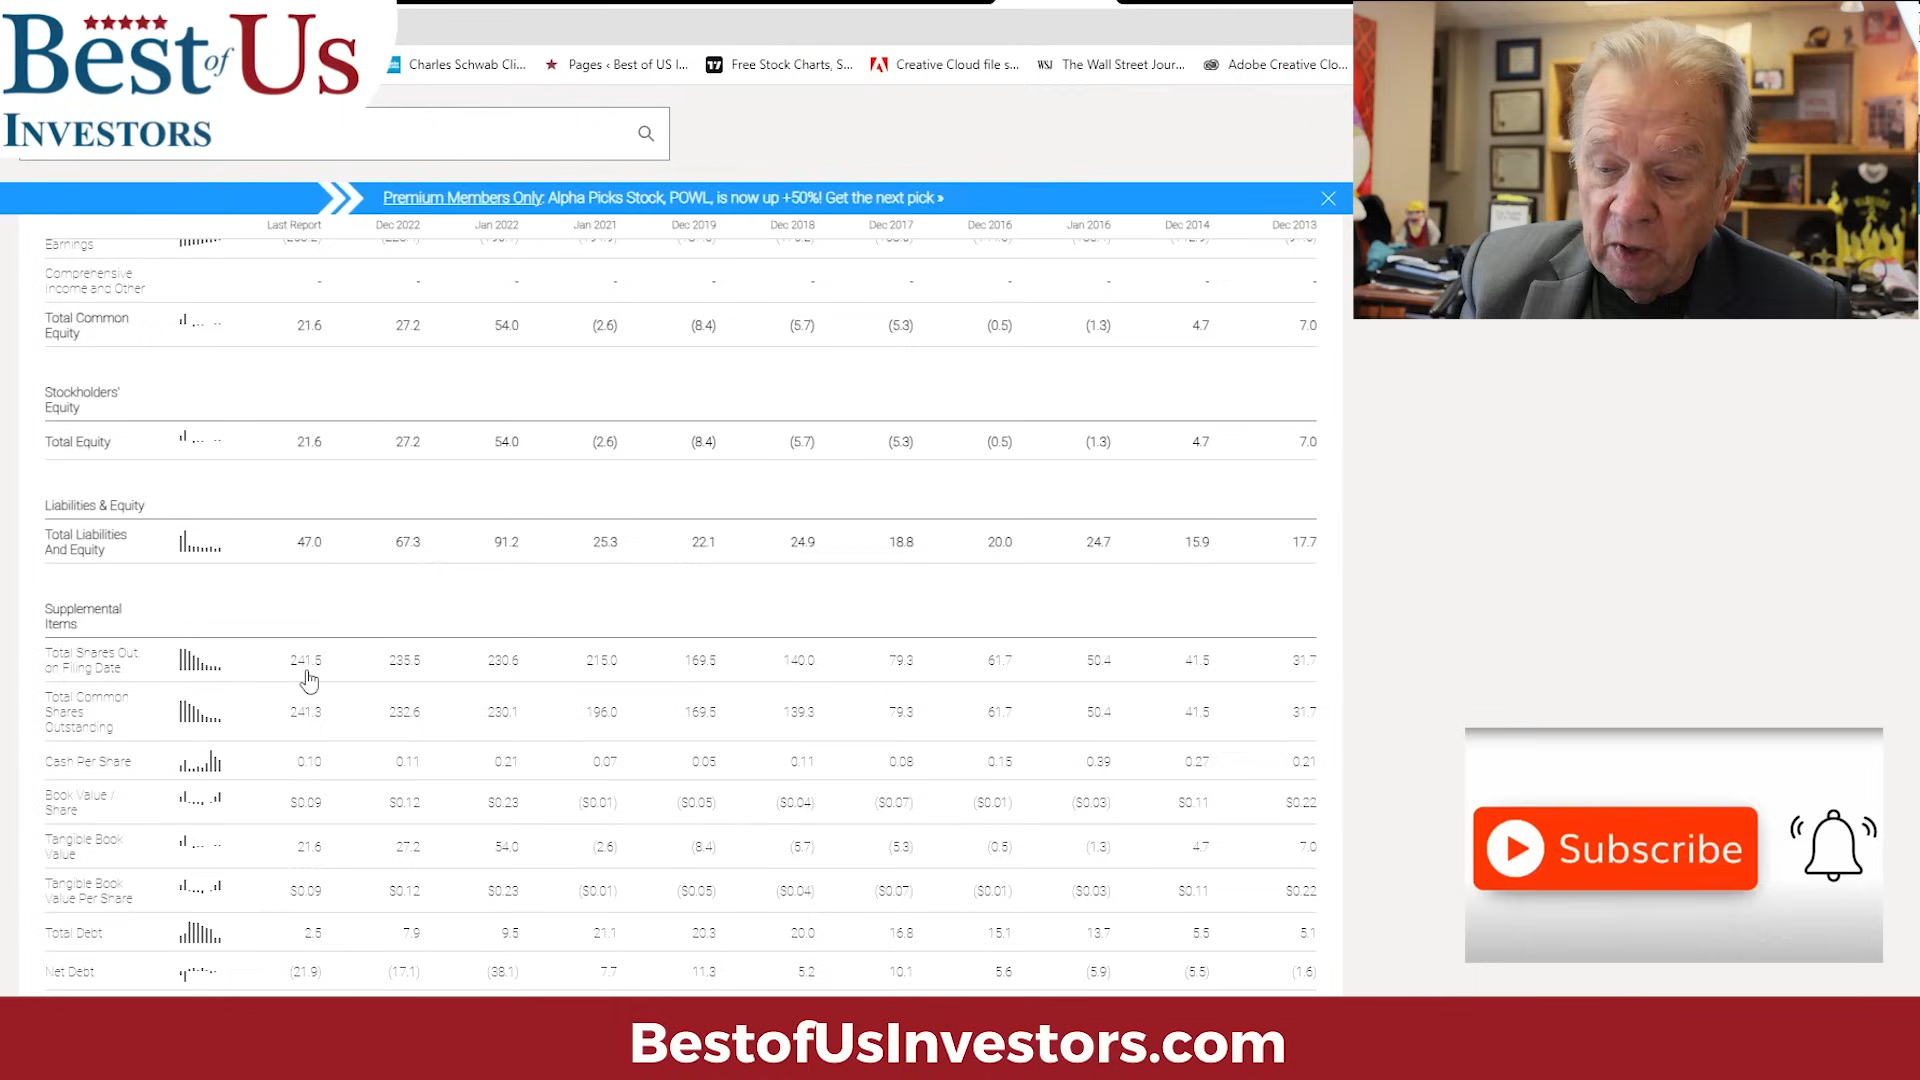 Best of Us
INVESTORS
Charles Schwab Cli...
Pages ‹ Best of US I...
Free Stock Charts, S...
Creative Cloud file s...
WSJ The Wall Street Jour...
Adobe Creative Clo...
Premium Members Only: Alpha Picks Stock, POWL, is now up +50%! Get the next pick »
Last Report Dec 2022 Jan 2022 Jan 2021 Dec 2019 Dec 2018 Dec 2017 Dec 2016 Jan 2016 Dec 2014 Dec 2013
Earnings
Comprehensive
Income and Other - - - - - - - - - - -
Total Common
Equity 21.6 27.2 54.0 (2.6) (8.4) (5.7) (5.3) (0.5) (1.3) 4.7 7.0
Stockholders'
Equity
Total Equity 21.6 27.2 54.0 (2.6) (8.4) (5.7) (5.3) (0.5) (1.3) 4.7 7.0
Liabilities & Equity
Total Liabilities
And Equity 47.0 67.3 91.2 25.3 22.1 24.9 18.8 20.0 24.7 15.9 17.7
Supplemental
Items
Total Shares Out.
on Filing Date 241.5 235.5 230.6 215.0 169.5 140.0 79.3 61.7 50.4 41.5 31.7
Total Common
Shares
Outstanding 241.3 232.6 230.1 196.0 169.5 139.3 79.3 61.7 50.4 41.5 31.7
Cash Per Share 0.10 0.11 0.21 0.07 0.05 0.11 0.08 0.15 0.39 0.27 0.21
Book Value /
Share $0.09 $0.12 $0.23 ($0.01) ($0.05) ($0.04) ($0.07) ($0.01) ($0.03) $0.11 $0.22
Tangible Book
Value 21.6 27.2 54.0 (2.6) (8.4) (5.7) (5.3) (0.5) (1.3) 4.7 7.0
Tangible Book
Value Per Share $0.09 $0.12 $0.23 ($0.01) ($0.05) ($0.04) ($0.07) ($0.01) ($0.03) $0.11 $0.22
Total Debt 2.5 7.9 9.5 21.1 20.3 20.0 16.8 15.1 13.7 5.5 5.1
Net Debt (21.9) (17.1) (38.1) 7.7 11.3 5.2 10.1 5.6 (5.9) (5.5) (1.6)
Subscribe
BestofUsInvestors.com